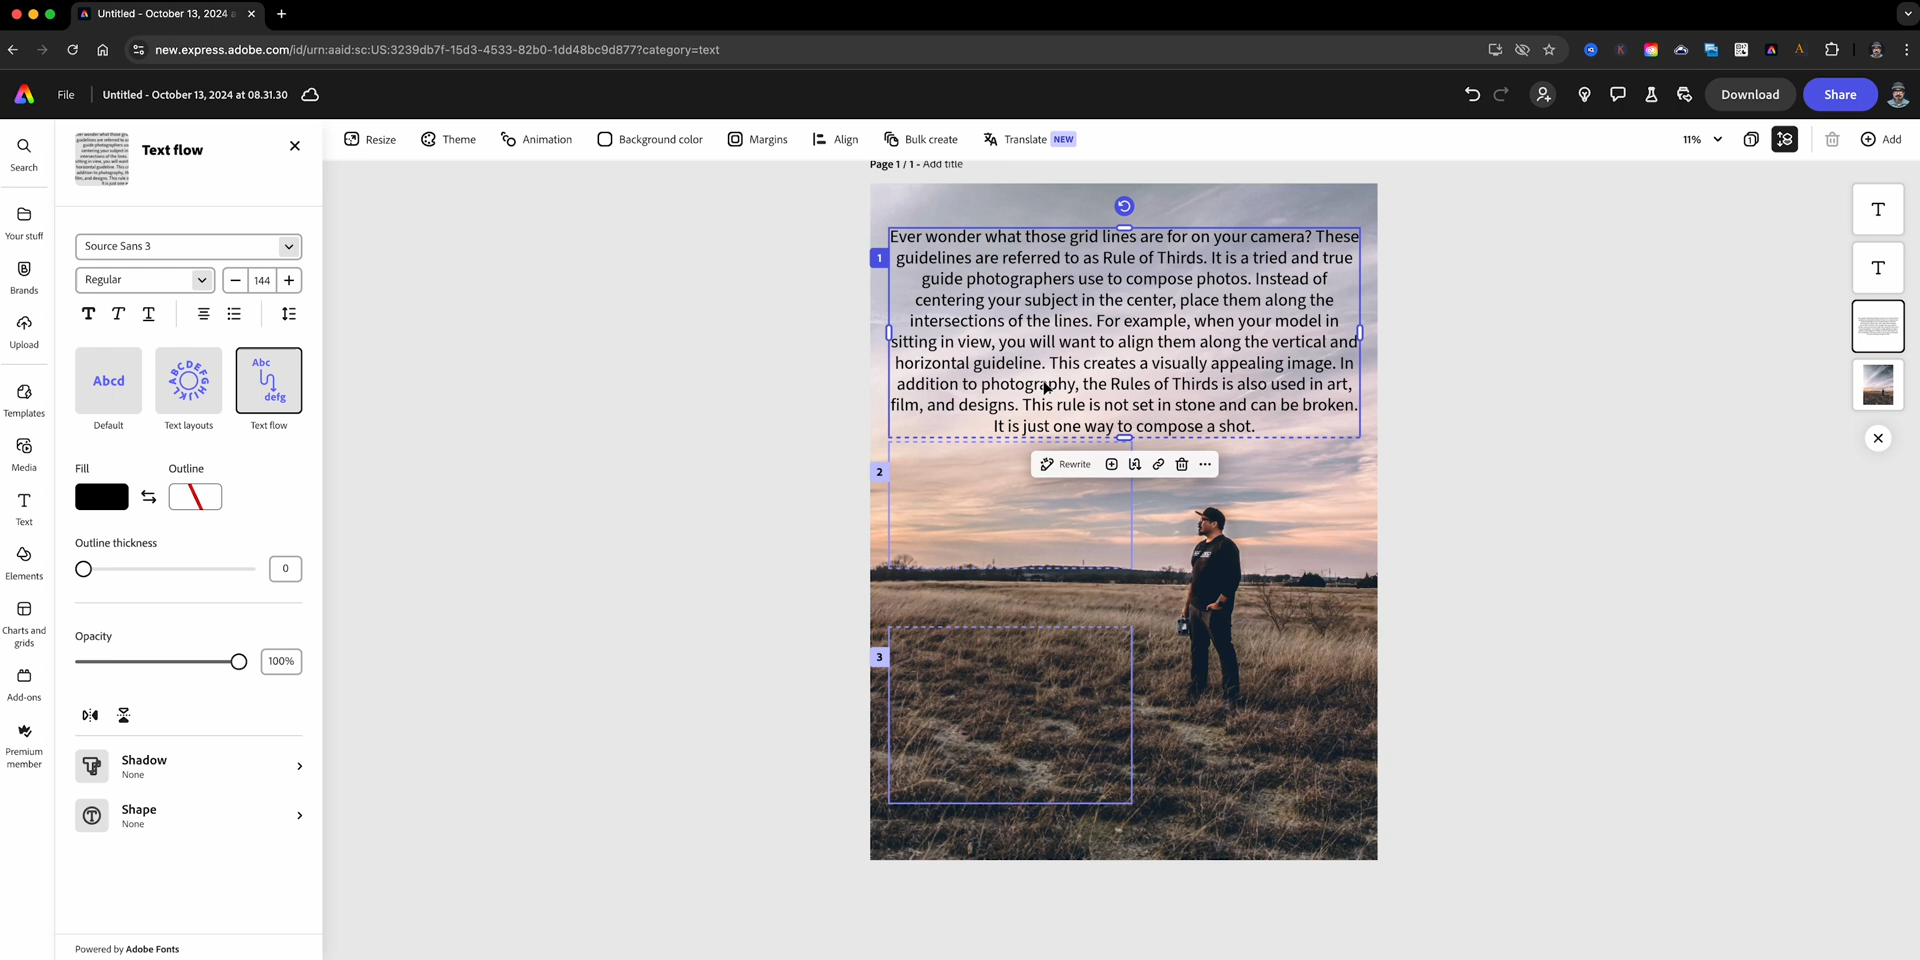 Untitled - October 13, 2024 a
new.express.adobe.com/id/urn:aaid:sc:US:3239db7f-15d3-4533-82b0-1dd48bc9d877?category=text
File
Untitled - October 13, 2024 at 08.31.30
Download
Share
Search
Your stuff
Brands
Upload
Templates
Media
Text
Elements
Charts and
grids
Add-ons
Premium
member
Text flow
Source Sans 3
Regular
144
Abcd
Default
ABCDEFGHIJKL
Text layouts
Abc
defg
Text flow
Fill
Outline
Outline thickness
0
Opacity
100%
Shadow
None
Shape
None
Powered by Adobe Fonts
Resize
Theme
Animation
Background color
Margins
Align
Bulk create
Translate NEW
11%
Add
Page 1 / 1 - Add title
1
Ever wonder what those grid lines are for on your camera? These
guidelines are referred to as Rule of Thirds. It is a tried and true
guide photographers use to compose photos. Instead of
centering your subject in the center, place them along the
intersections of the lines. For example, when your model in
sitting in view, you will want to align them along the vertical and
horizontal guideline. This creates a visually appealing image. In
addition to photography, the Rules of Thirds is also used in art,
film, and designs. This rule is not set in stone and can be broken.
It is just one way to compose a shot.
Rewrite
2
3
T
T